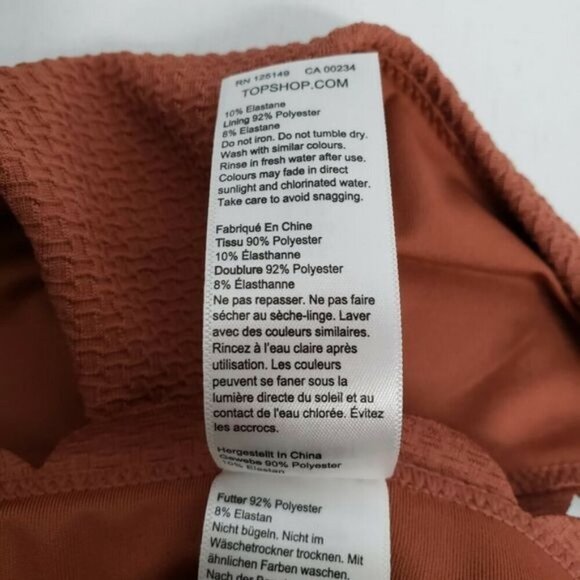 RN 125149 CA 00234
TOPSHOP.COM
10% Elastane
Lining 92% Polyester
8% Elastane
Do not iron. Do not tumble dry.
Wash with similar colours.
Rinse in fresh water after use.
Colours may fade in direct
sunlight and chlorinated water.
Take care to avoid snagging.
Fabriqué En Chine
Tissu 90% Polyester
10% Élasthanne
Doublure 92% Polyester
8% Élasthanne
Ne pas repasser. Ne pas faire
sécher au sèche-linge. Laver
avec des couleurs similaires.
Rincez à l'eau claire après
utilisation. Les couleurs
peuvent se faner sous la
lumière directe du soleil et au
contact de l'eau chlorée. Évitez
les accrocs.
Hergestellt In China
Gewebe 90% Polyester
10% Elastan
Futter 92% Polyester
8% Elastan
Nicht bügeln. Nicht im
Wäschetrockner trocknen. Mit
ähnlichen Farben waschen.
Nach der